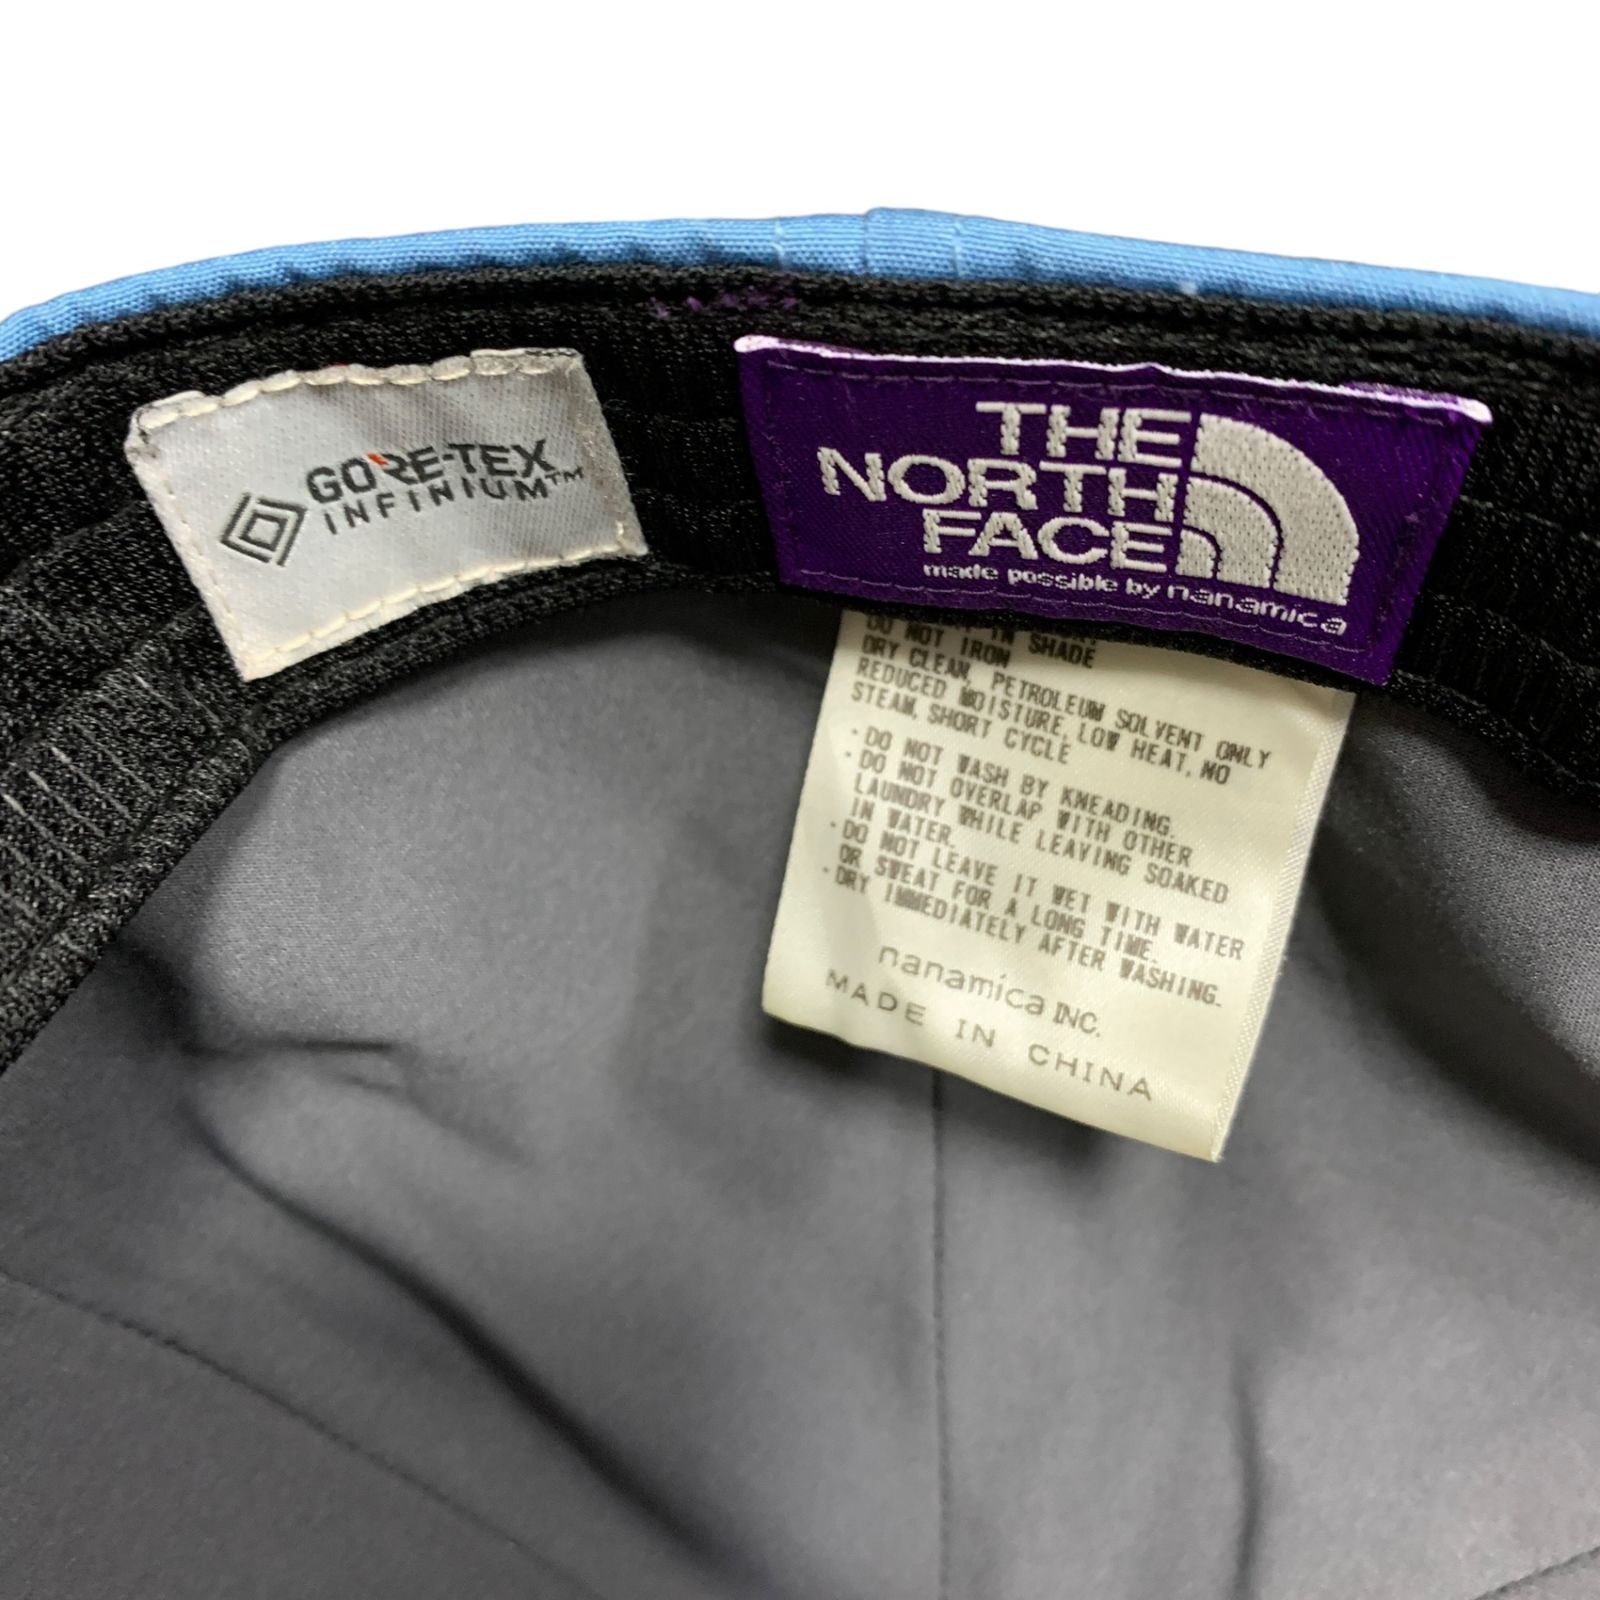 GORE-TEX
INFINIUM™
THE
NORTH
FACE
made possible by nanamica
IN SHADE
DO NOT IRON
DRY CLEAN, PETROLEUM SOLVENT ONLY
REDUCED MOISTURE, LOW HEAT, NO
STEAM, SHORT CYCLE
・DO NOT WASH BY KNEADING.
・DO NOT OVERLAP WITH OTHER
LAUNDRY WHILE LEAVING SOAKED
IN WATER.
・DO NOT LEAVE IT WET WITH WATER
OR SWEAT FOR A LONG TIME.
・DRY IMMEDIATELY AFTER WASHING.
nanamica INC.
MADE IN CHINA